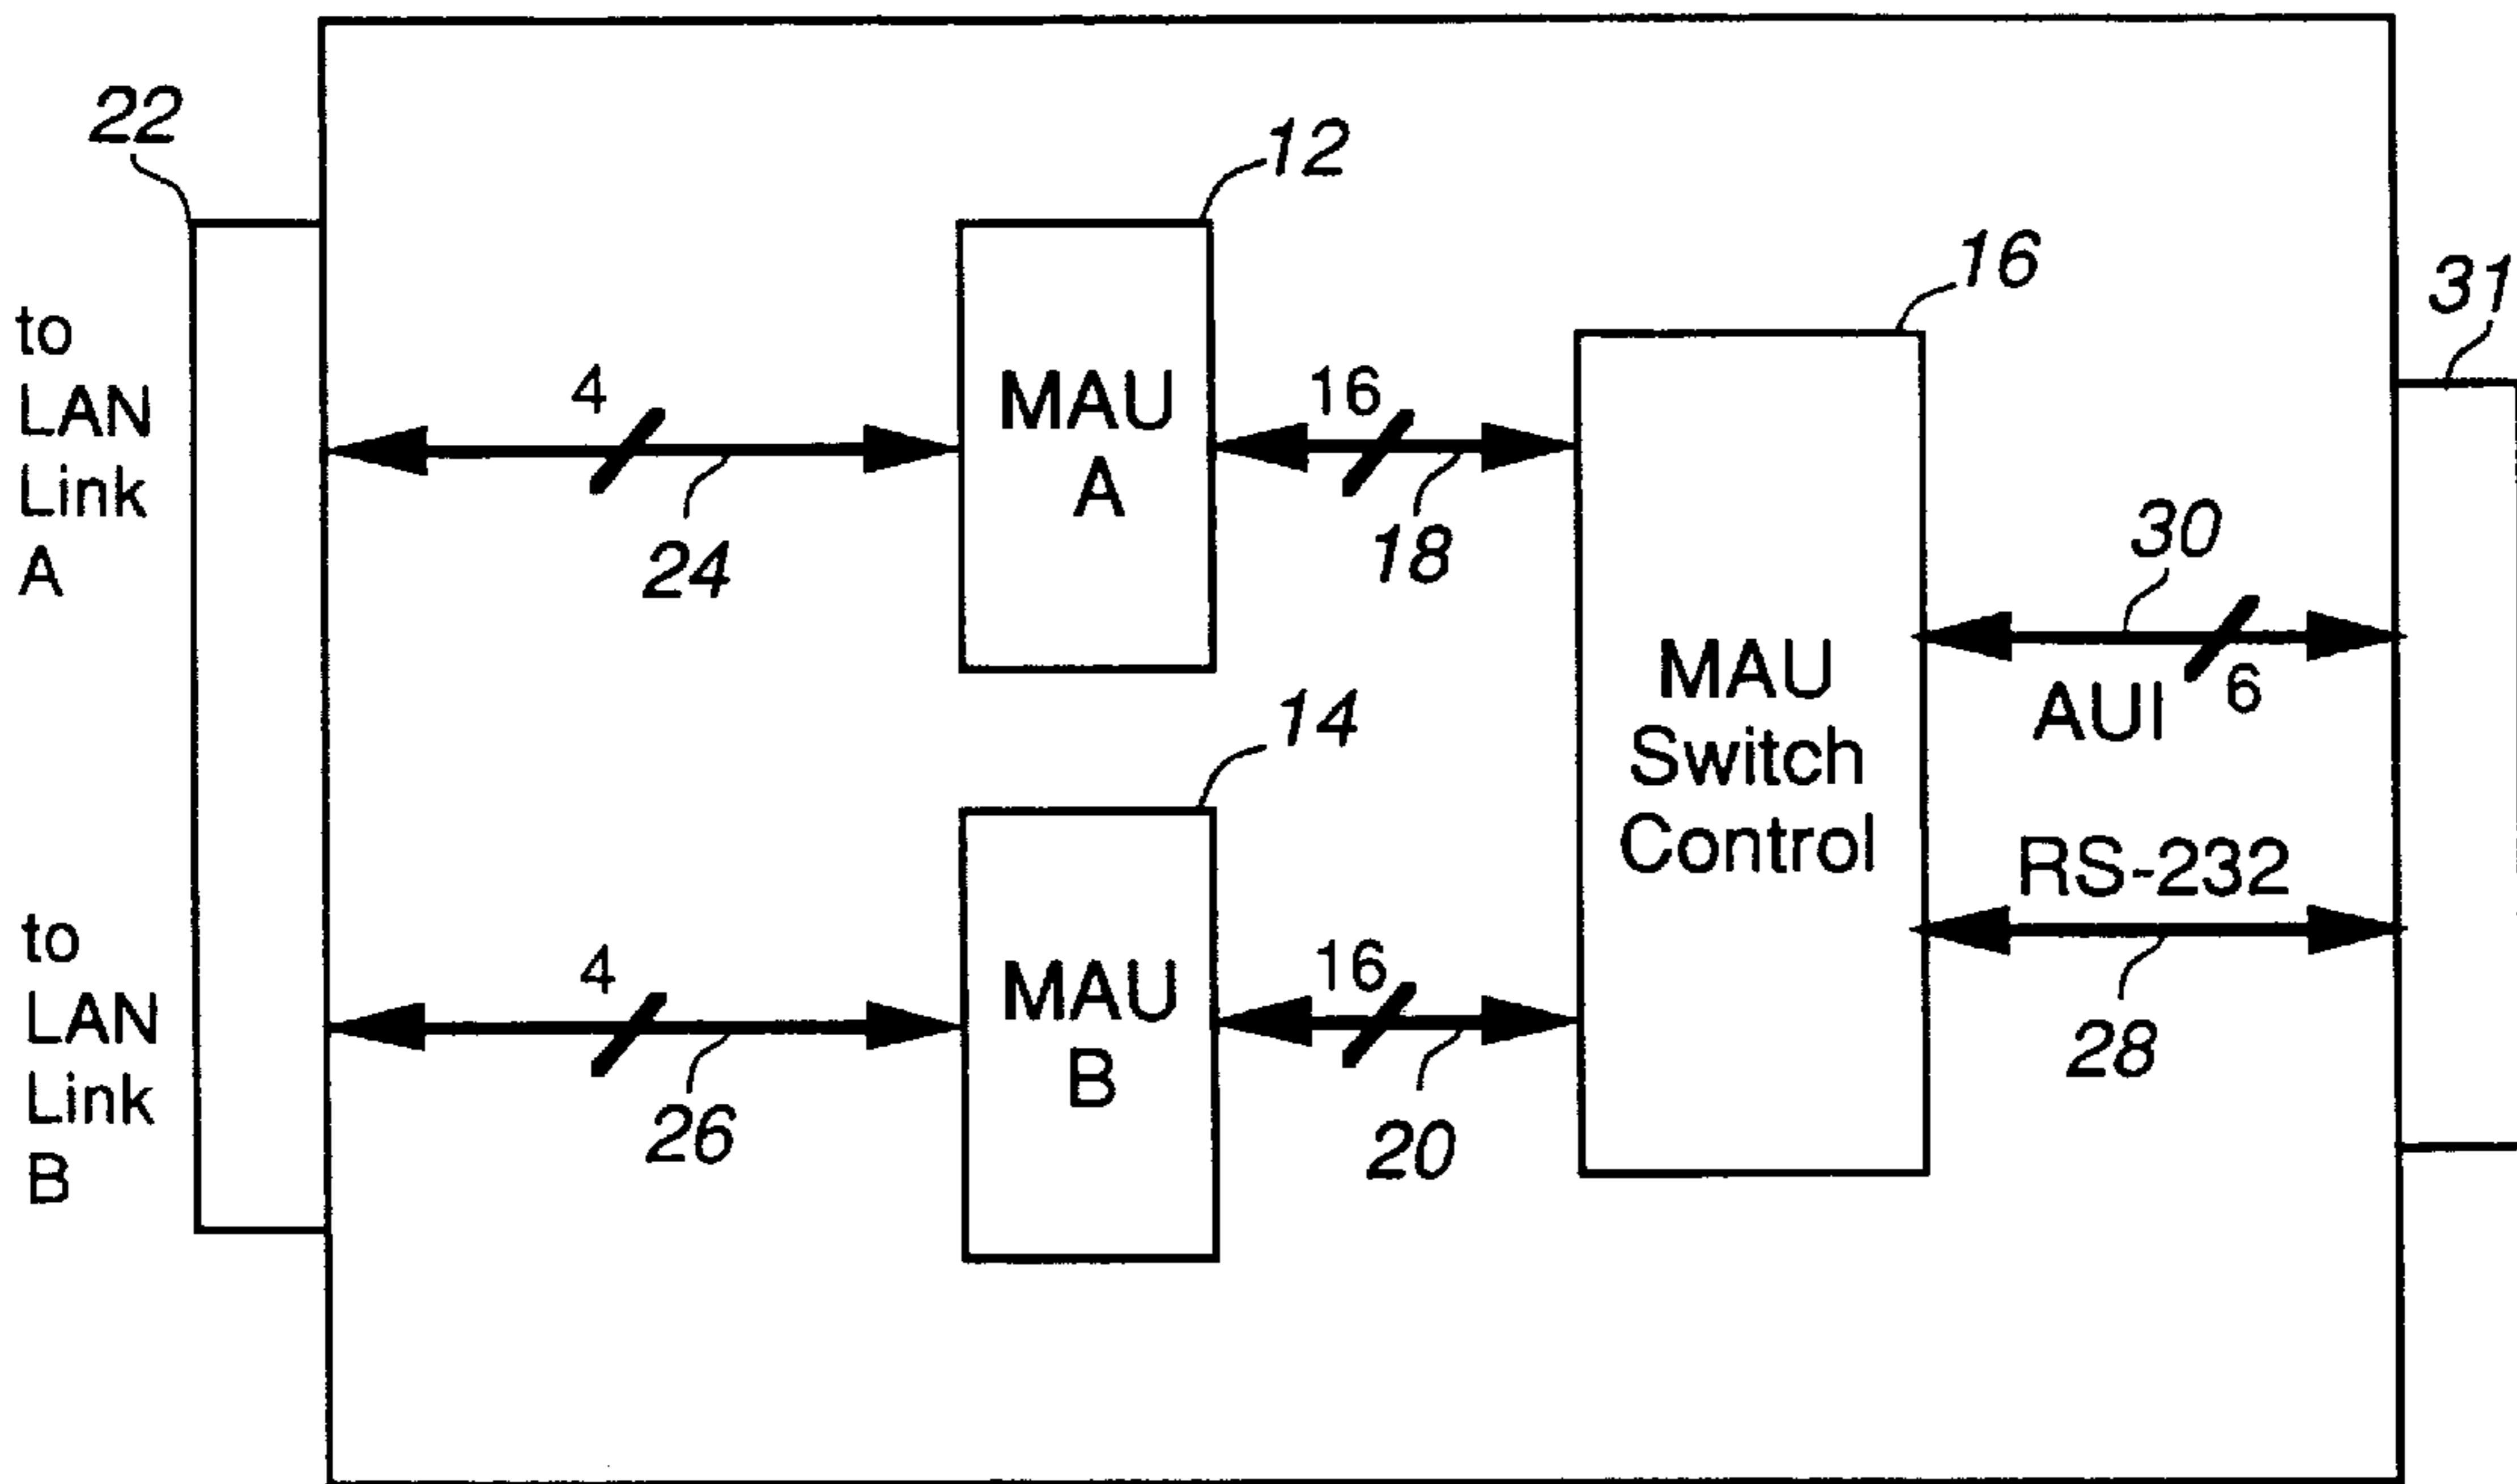 22
12
16
31
to
LAN
Link
A
4
24
MAU
A
16
18
30
AUI
6
MAU
Switch
Control
14
RS-232
28
to
LAN
Link
B
4
26
MAU
B
16
20